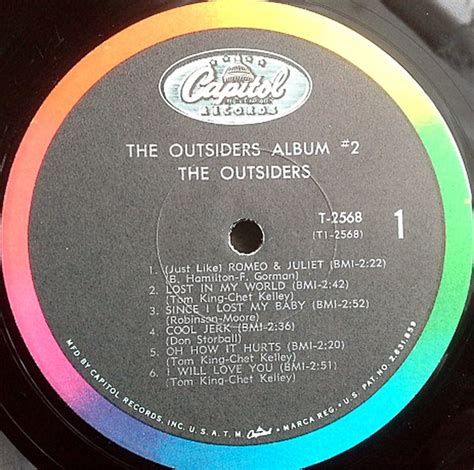 Capitol
RECORDS
THE OUTSIDERS ALBUM #2
THE OUTSIDERS
T-2568
(T1-2568)
1
1. (Just Like) ROMEO & JULIET (BMI-2:22)
(B. Hamilton-F. Gorman)
2. LOST IN MY WORLD (BMI-2:42)
(Tom King-Chet Kelley)
3. SINCE I LOST MY BABY (BMI-2:52)
(Robinson-Moore)
4. COOL JERK (BMI-2:36)
(Don Storball)
5. OH HOW IT HURTS (BMI-2:20)
(Tom King-Chet Kelley)
6. I WILL LOVE YOU (BMI-2:51)
(Tom King-Chet Kelley)
MFD. BY CAPITOL RECORDS, INC. U.S.A. T.M. Capitol MARCA REG. • U.S. PAT. NO. 2,631,859